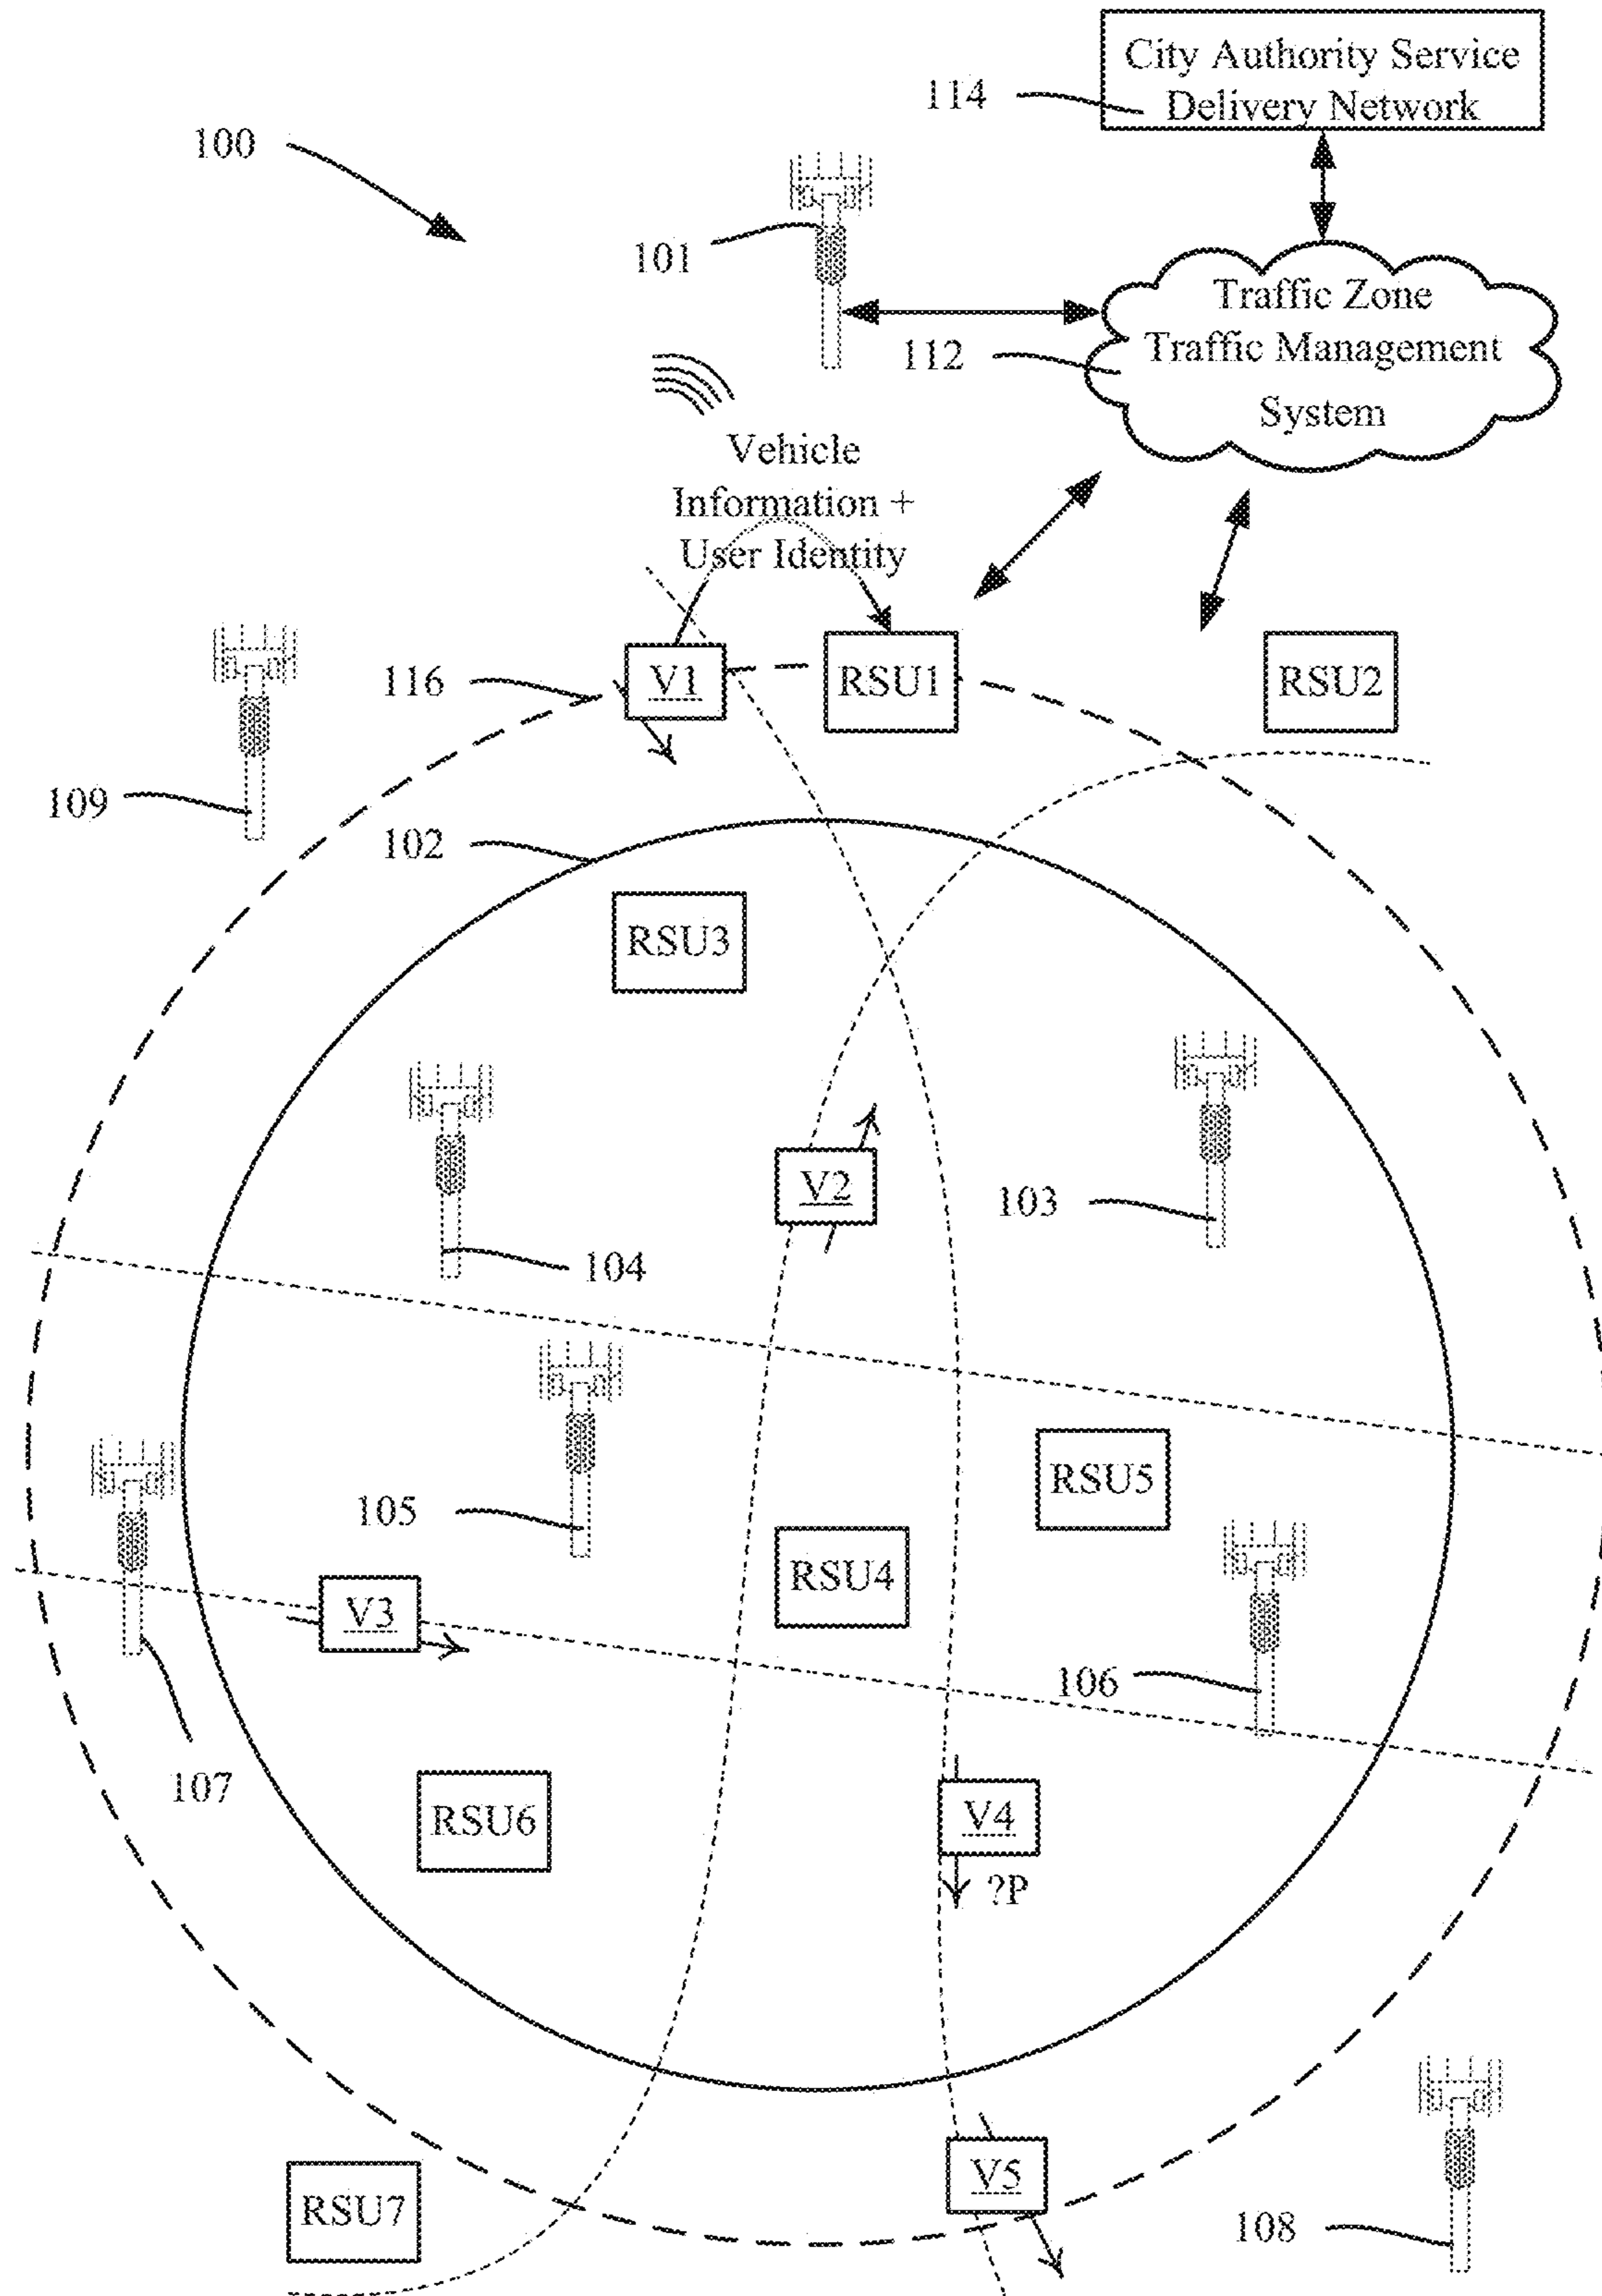 City Authority Service
Delivery Network
114
100
101
Traffic Zone
Traffic Management
System
112
Vehicle
Information +
User Identity
116
V1
RSU1
RSU2
109
102
RSU3
104
V2
103
105
RSU5
RSU4
V3
106
107
RSU6
V4
?P
V5
RSU7
108